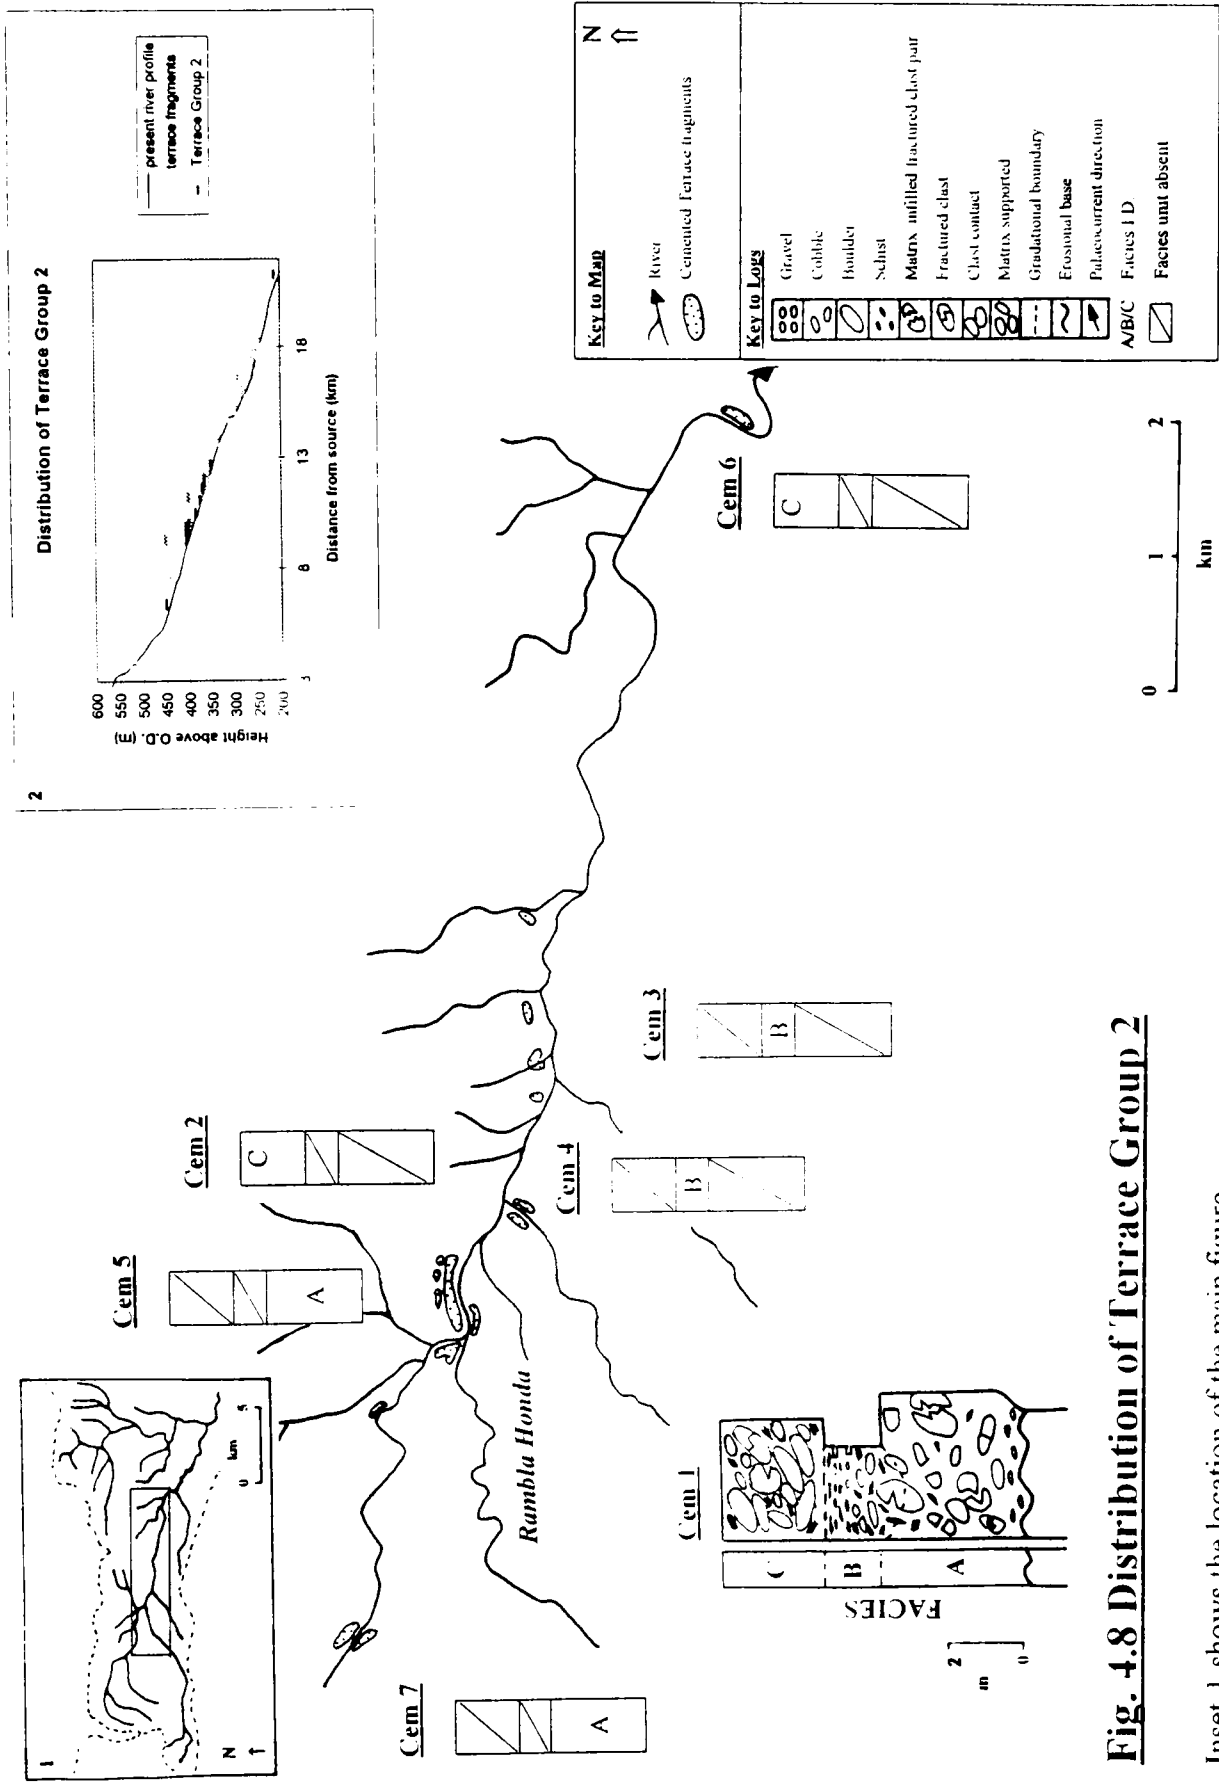 1
N
0 5
km
2
Distribution of Terrace Group 2
Height above O.D. (m)
600
550
500
450
400
350
300
250
200
3 8 13 18
Distance from source (km)
present river profile
terrace fragments
Terrace Group 2
Cem 7
A
Cem 5
A
Cem 2
C
Rambla Honda
Cem 1
FACIES
C
B
A
2
m
0
Cem 4
B
Cem 3
B
Cem 6
C
0 1 2
km
Key to Map
N
River
Cemented Terrace fragments
Key to Logs
Gravel
Cobble
Boulder
Schist
Matrix infilled fractured clast pair
Fractured clast
Clast contact
Matrix supported
Gradational boundary
Erosional base
Palaeocurrent direction
A/B/C Facies
Facies unit absent
Fig. 4.8 Distribution of Terrace Group 2
Inset 1 shows the location of the main figure